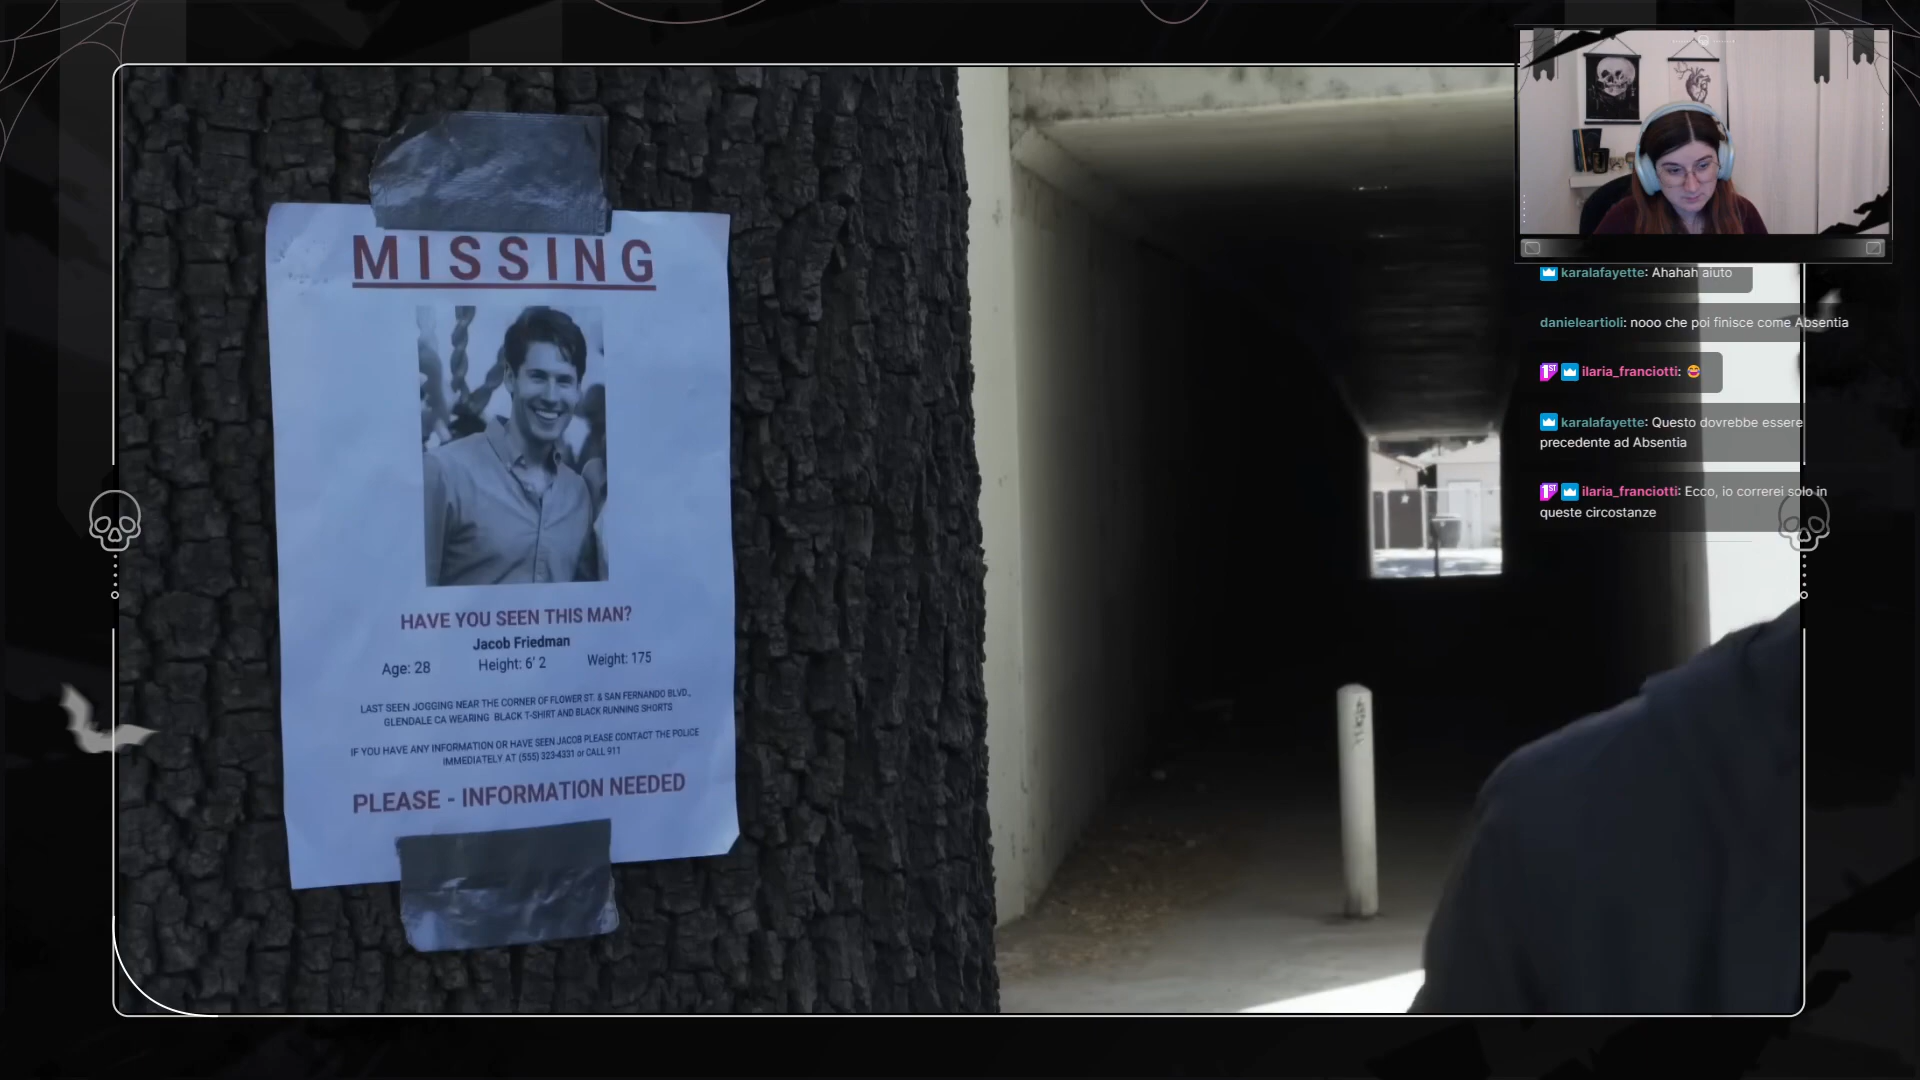 MISSING
HAVE YOU SEEN THIS MAN?
Jacob Friedman
Age: 28 Height: 6' 2 Weight: 175
LAST SEEN JOGGING NEAR THE CORNER OF FLOWER ST. & SAN FERNANDO BLVD.,
GLENDALE CA WEARING BLACK T-SHIRT AND BLACK RUNNING SHORTS
IF YOU HAVE ANY INFORMATION OR HAVE SEEN JACOB PLEASE CONTACT THE POLICE
IMMEDIATELY AT (555) 323-4331 or CALL 911
PLEASE - INFORMATION NEEDED
karalafayette: Ahahah aiuto
danieleartioli: nooo che poi finisce come Absentia
1ST ilaria_franciotti: 😆
karalafayette: Questo dovrebbe essere
precedente ad Absentia
1ST ilaria_franciotti: Ecco, io correrei solo in
queste circostanze